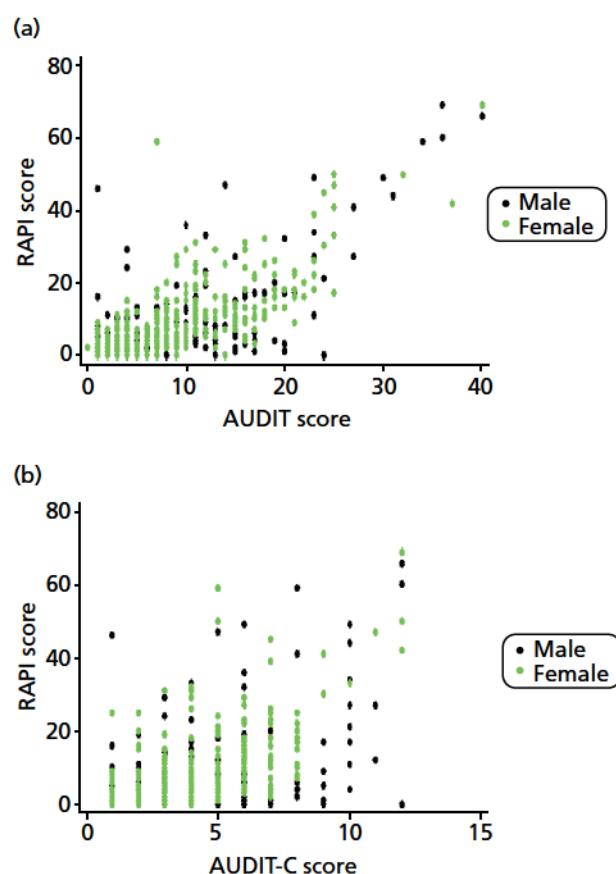 (a)
80
60
40
20
0
0 10 20 30 40
RAPI score
AUDIT score
Male
Female
(b)
80
60
40
20
0
0 5 10 15
RAPI score
AUDIT-C score
Male
Female